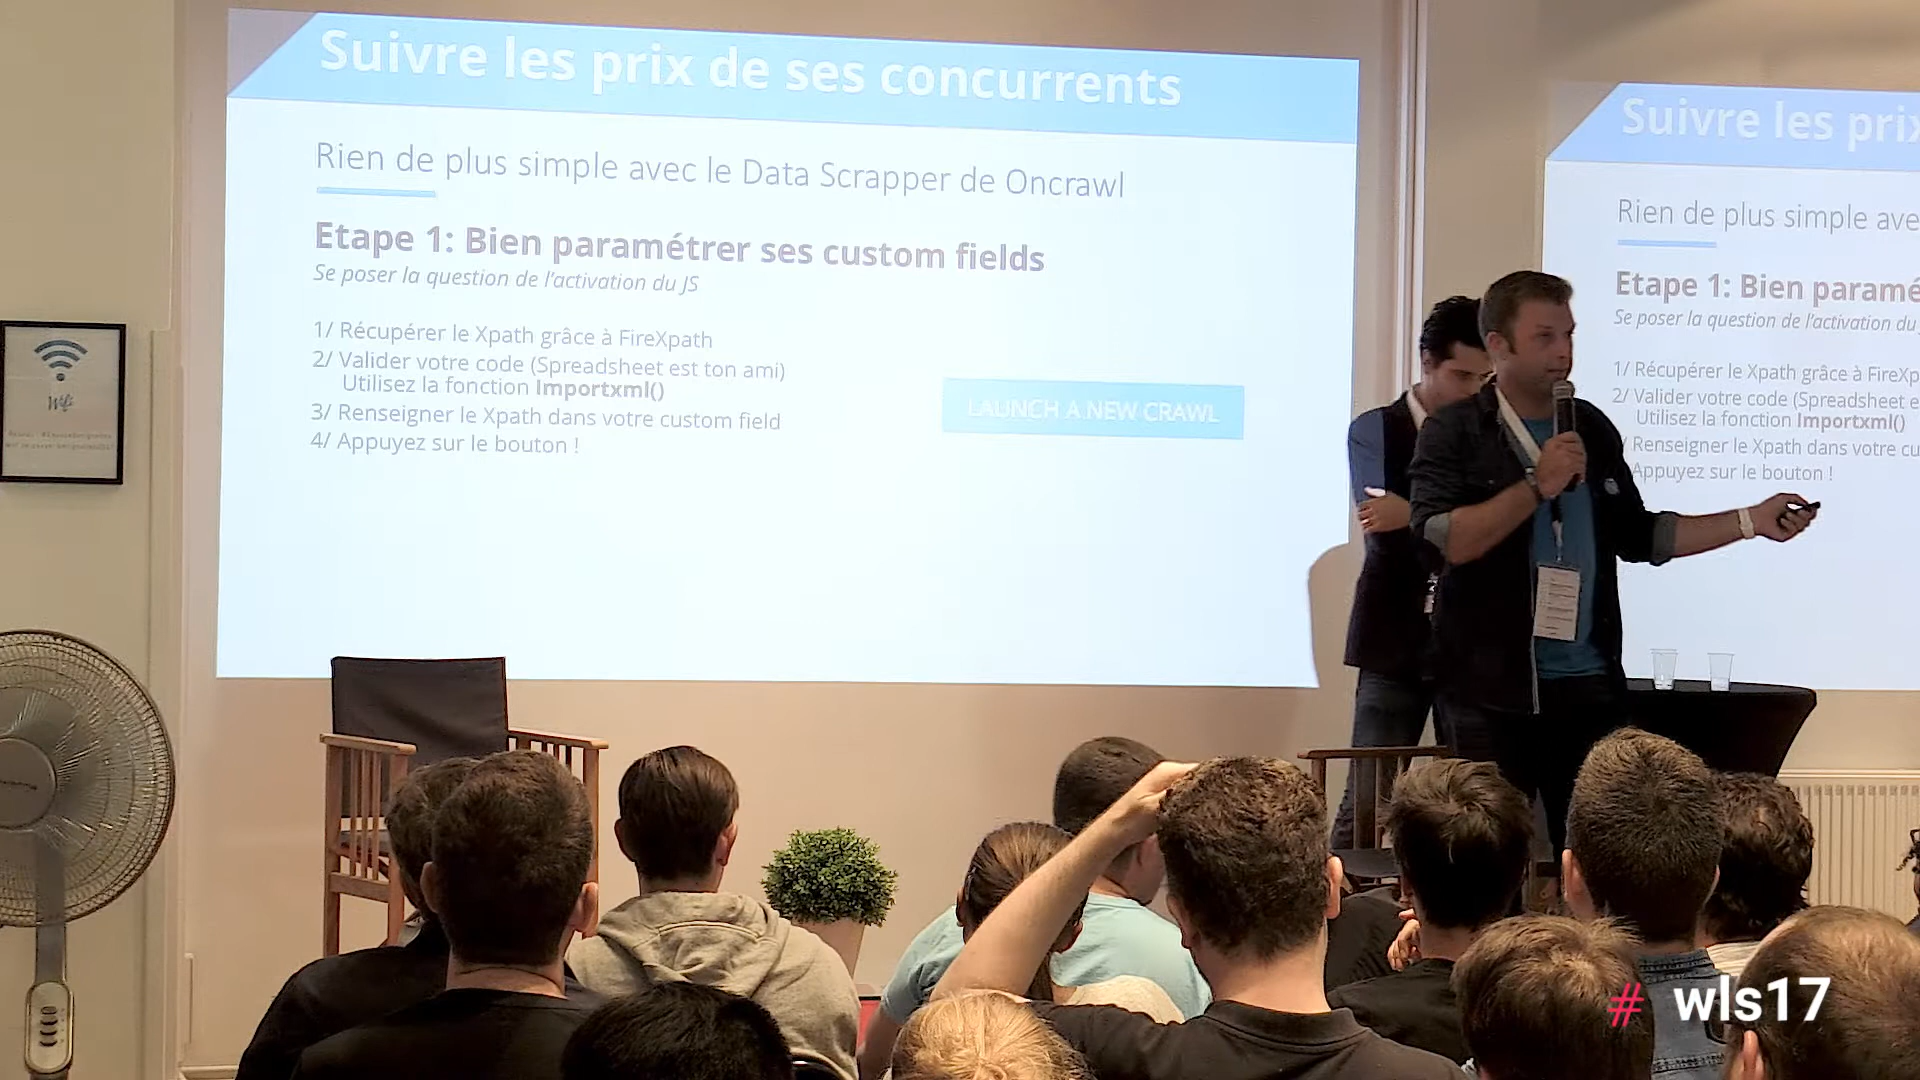 Suivre les prix de ses concurrents
Rien de plus simple avec le Data Scrapper de Oncrawl
Etape 1: Bien paramétrer ses custom fields
Se poser la question de l'activation du JS
1/ Récupérer le Xpath grâce à FireXpath
2/ Valider votre code (Spreadsheet est ton ami)
Utilisez la fonction Importxml()
3/ Renseigner le Xpath dans votre custom field
4/ Appuyez sur le bouton !
LAUNCH A NEW CRAWL
Suivre les prix
Rien de plus simple ave
Etape 1: Bien paramé
Se poser la question de l'activation du
1/ Récupérer le Xpath grâce à FireXp
2/ Valider votre code (Spreadsheet e
Utilisez la fonction Importxml()
/ Renseigner le Xpath dans votre cu
Appuyez sur le bouton !
Wifi
# wls17